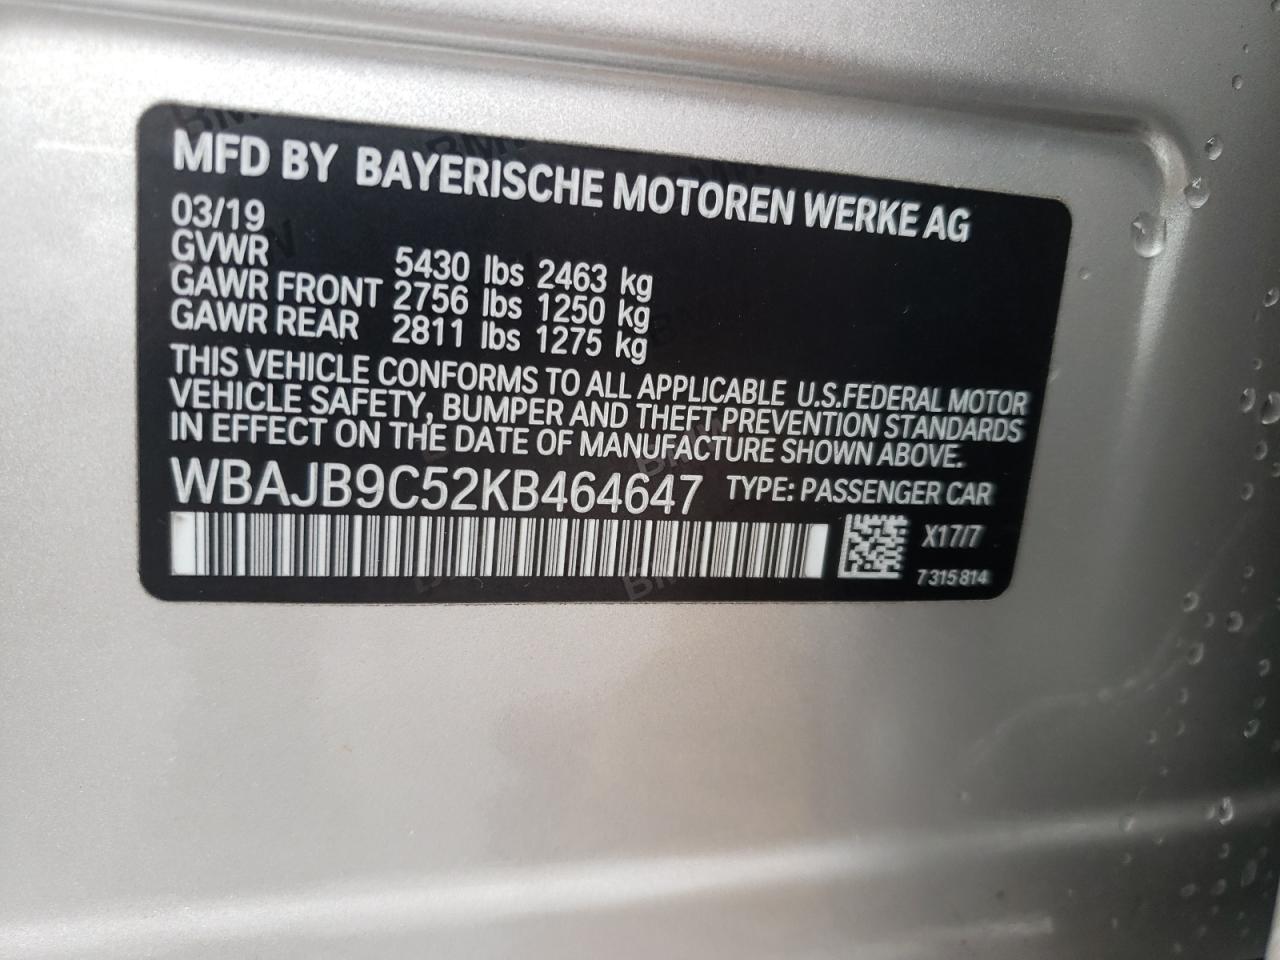 MFD BY BAYERISCHE MOTOREN WERKE AG
03/19
GVWR 5430 lbs 2463 kg
GAWR FRONT 2756 lbs 1250 kg
GAWR REAR 2811 lbs 1275 kg
THIS VEHICLE CONFORMS TO ALL APPLICABLE U.S.FEDERAL MOTOR
VEHICLE SAFETY, BUMPER AND THEFT PREVENTION STANDARDS
IN EFFECT ON THE DATE OF MANUFACTURE SHOWN ABOVE.
WBAJB9C52KB464647 TYPE: PASSENGER CAR
X17/7
7 315 814